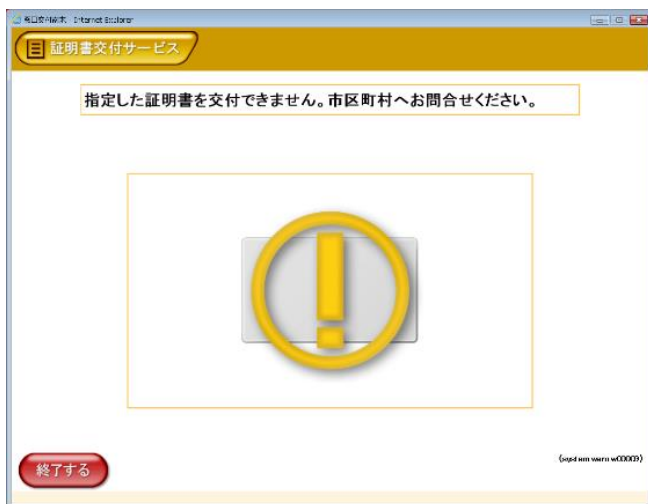 証明書交付サービス
指定した証明書を交付できません。市区町村へお問合せください。
終了する